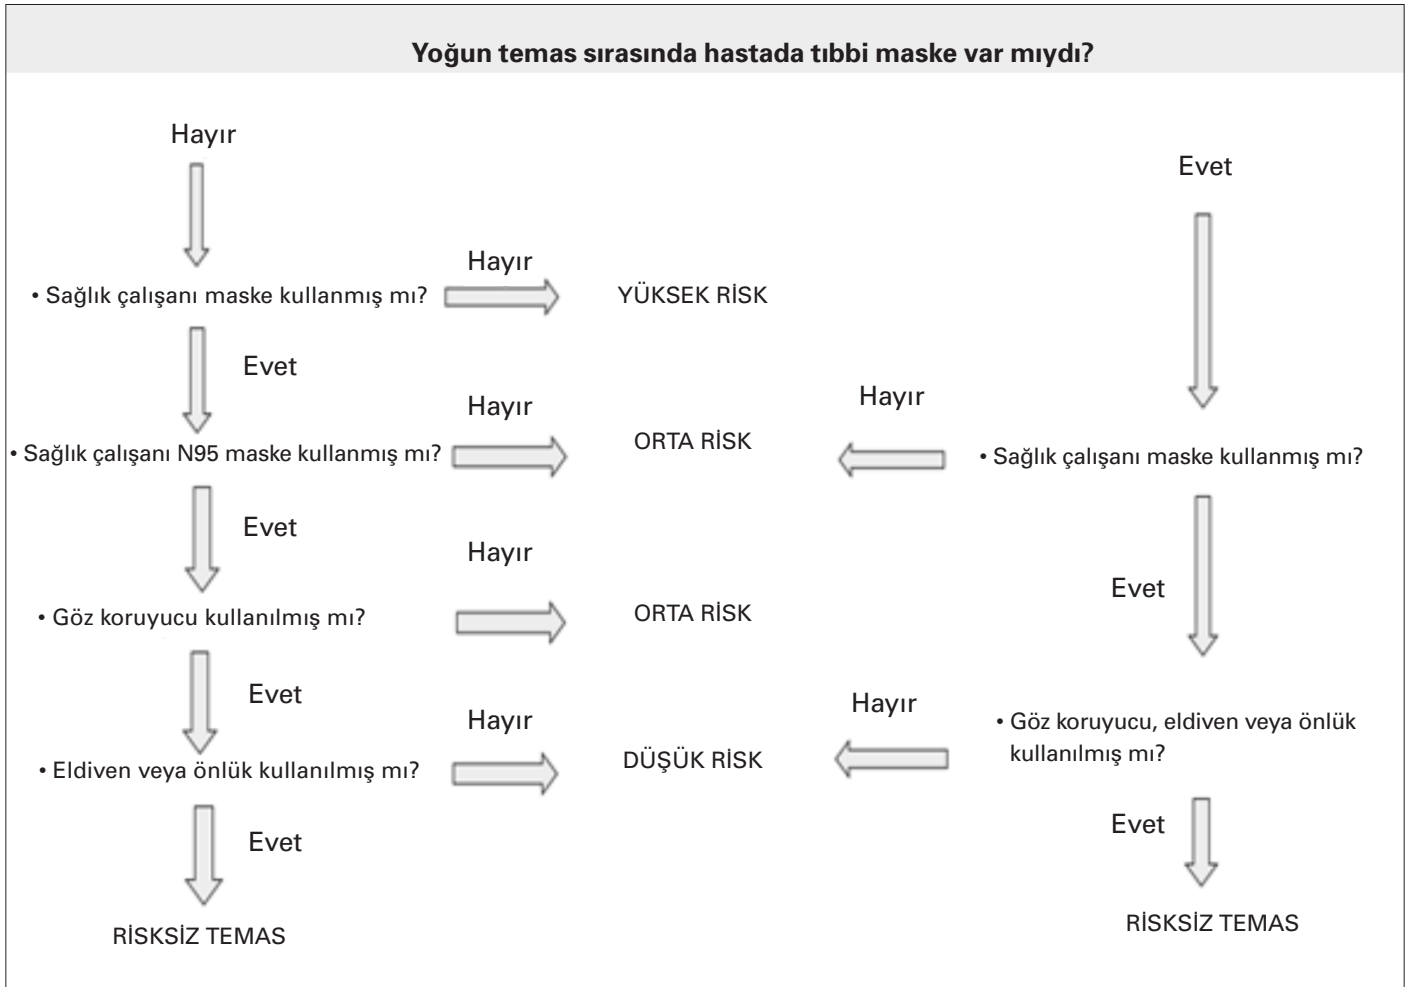 Yoğun temas sırasında hastada tıbbi maske var mıydı?
Hayır
Evet
• Sağlık çalışanı maske kullanmış mı?
Hayır
YÜKSEK RİSK
Evet
• Sağlık çalışanı N95 maske kullanmış mı?
Hayır
ORTA RİSK
Hayır
• Sağlık çalışanı maske kullanmış mı?
Evet
• Göz koruyucu kullanılmış mı?
Hayır
ORTA RİSK
Evet
Evet
• Eldiven veya önlük kullanılmış mı?
Hayır
DÜŞÜK RİSK
Hayır
• Göz koruyucu, eldiven veya önlük
kullanılmış mı?
Evet
RİSKSİZ TEMAS
Evet
RİSKSİZ TEMAS